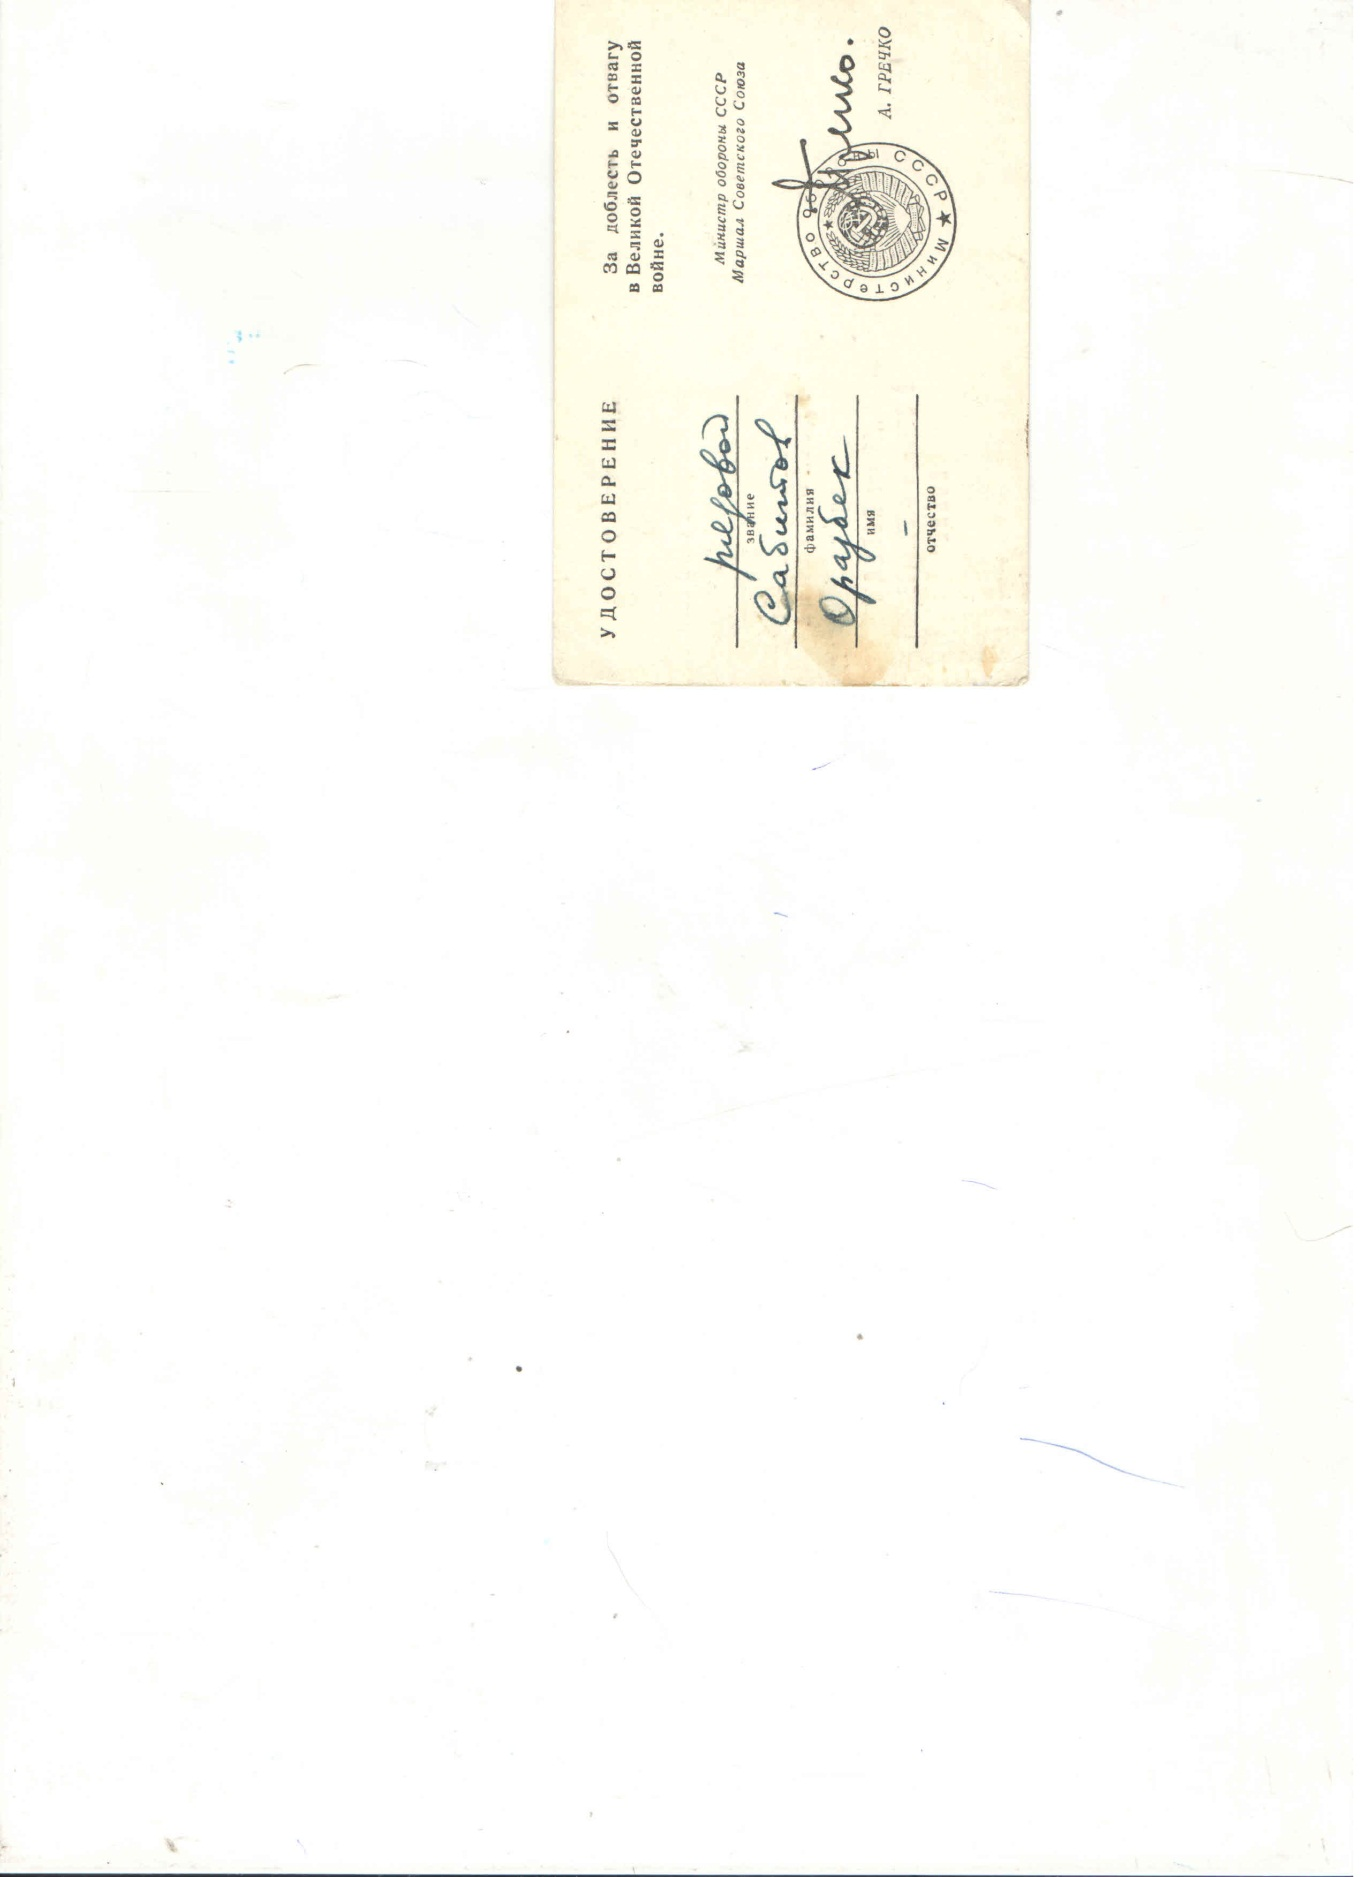 УДОСТОВЕРЕНИЕ
рядовой
звание
Сабитов
фамилия
Оразбек
имя
-
отчество
За доблесть и отвагу
в Великой Отечественной
войне.
Министр обороны СССР
Маршал Советского Союза
Министерство обороны СССР
А. ГРЕЧКО